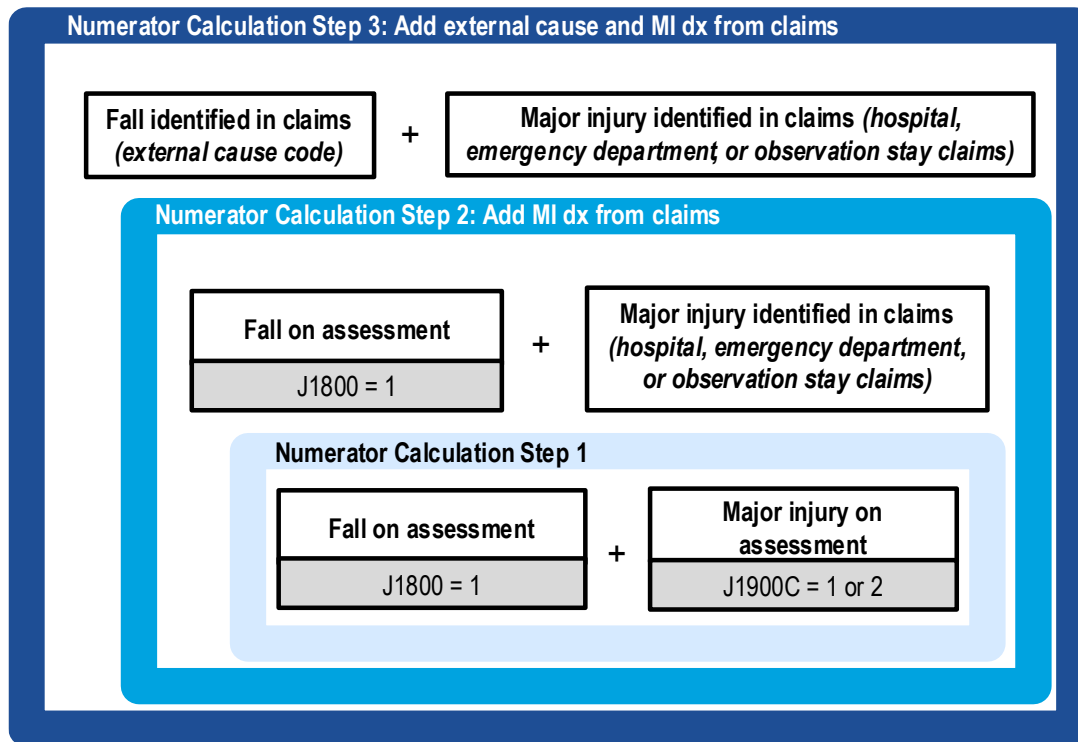 Numerator Calculation Step 3: Add external cause and MI dx from claims
Fall identified in claims
(external cause code)
+
Major injury identified in claims (hospital,
emergency department, or observation stay claims)
Numerator Calculation Step 2: Add MI dx from claims
Fall on assessment
J1800 = 1
+
Major injury identified in claims
(hospital, emergency department,
or observation stay claims)
Numerator Calculation Step 1
Fall on assessment
J1800 = 1
+
Major injury on
assessment
J1900C = 1 or 2